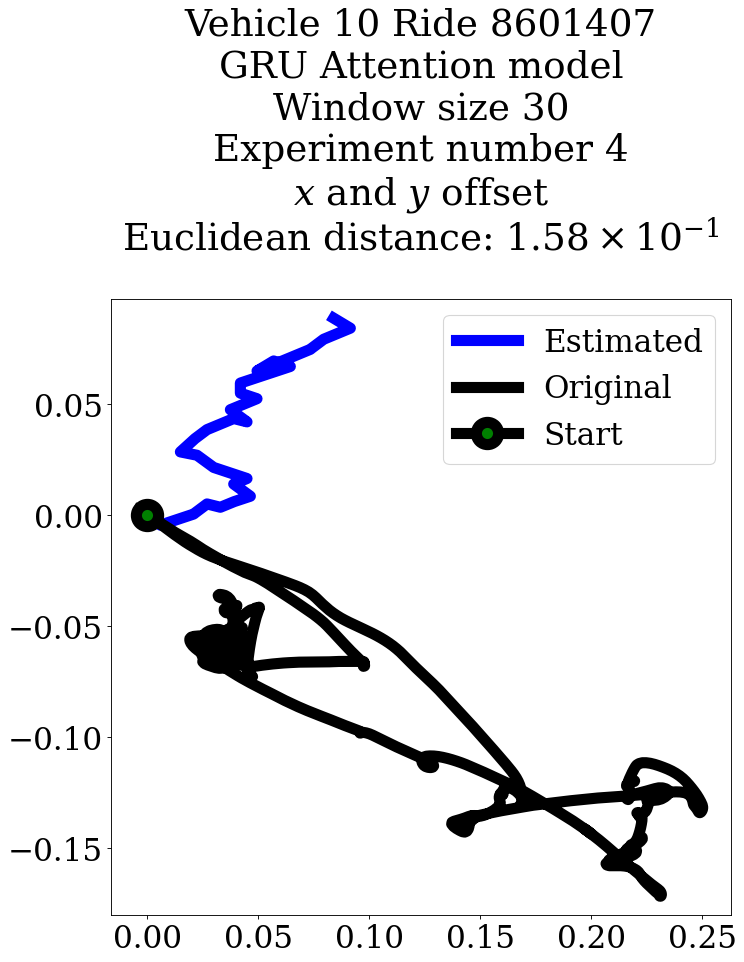 Vehicle 10 Ride 8601407
GRU Attention model
Window size 30
Experiment number 4
x and y offset
Euclidean distance: 1.58 × 10⁻¹
Estimated
Original
Start
0.05
0.00
−0.05
−0.10
−0.15
0.00 0.05 0.10 0.15 0.20 0.25